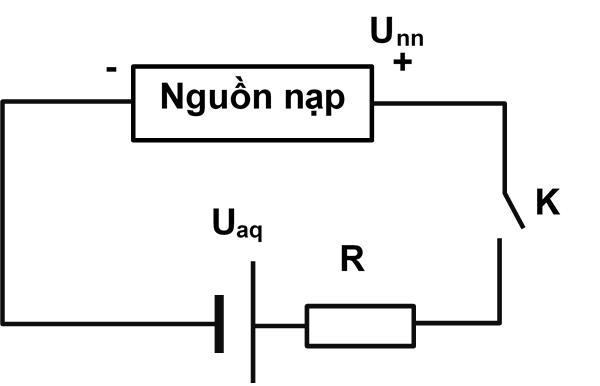 Unn
- +
Nguồn nạp
K
Uaq
R